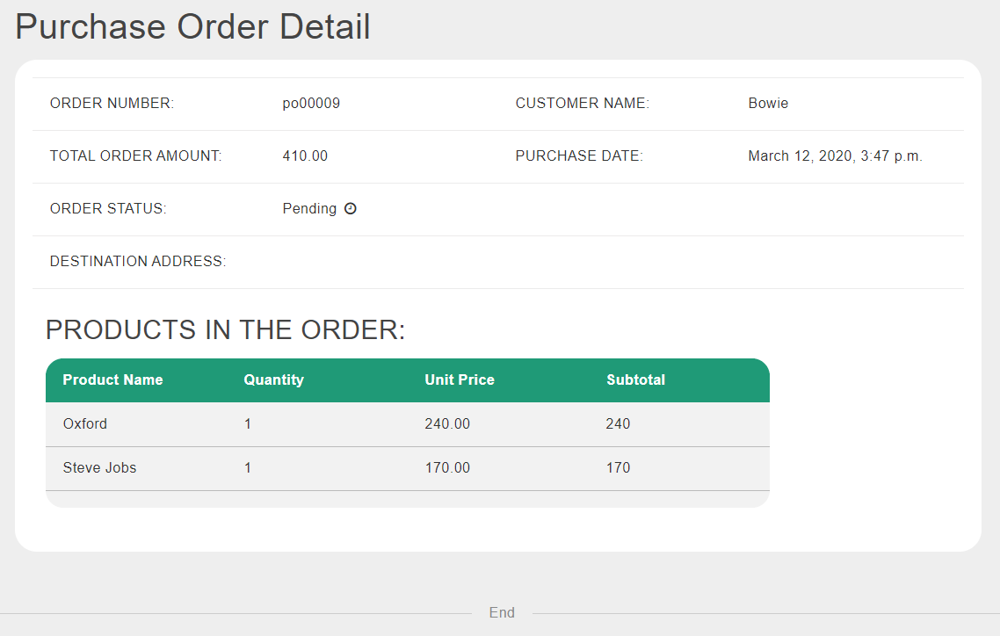 Purchase Order Detail
ORDER NUMBER: po00009 CUSTOMER NAME: Bowie
TOTAL ORDER AMOUNT: 410.00 PURCHASE DATE: March 12, 2020, 3:47 p.m.
ORDER STATUS: Pending
DESTINATION ADDRESS:
PRODUCTS IN THE ORDER:
Product Name Quantity Unit Price Subtotal
Oxford 1 240.00 240
Steve Jobs 1 170.00 170
End